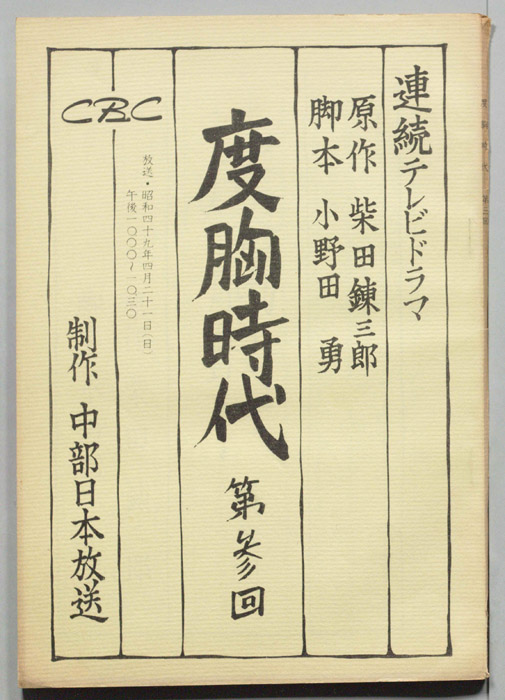 連続テレビドラマ
原作 柴田錬三郎
脚本 小野田 勇
度胸時代 第参回
CBC
放送・昭和四十九年四月二十一日(日)
午後一〇〇〇〜一〇三〇
制作 中部日本放送